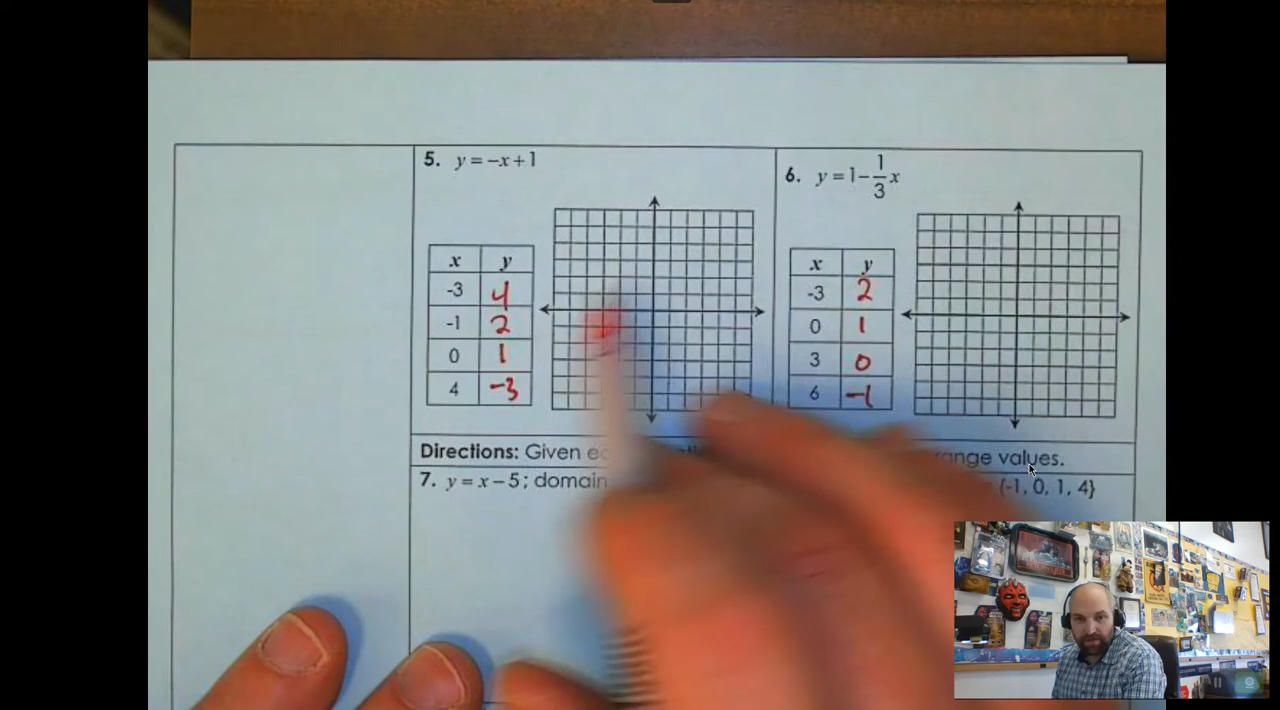 5. y = −x + 1
x y
-3 4
-1 2
0 1
4 -3
6. y = 1 − 1/3 x
x y
-3 2
0 1
3 0
6 -1
Directions: Given range values.
7. y = x − 5; domain {-1, 0, 1, 4}